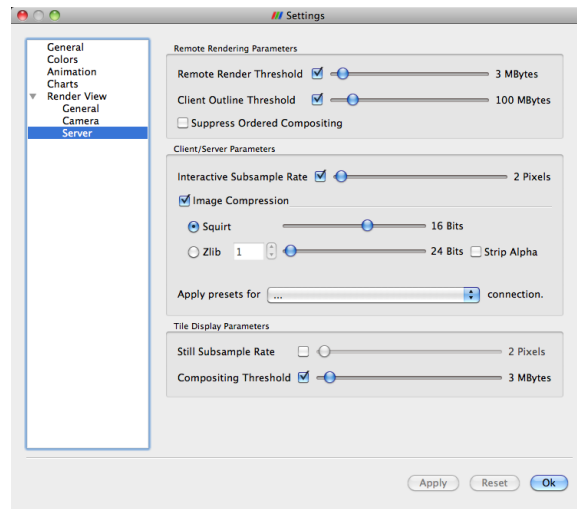 Settings
General
Colors
Animation
Charts
Render View
General
Camera
Server
Remote Rendering Parameters
Remote Render Threshold 3 MBytes
Client Outline Threshold 100 MBytes
Suppress Ordered Compositing
Client/Server Parameters
Interactive Subsample Rate 2 Pixels
Image Compression
Squirt 16 Bits
Zlib 1 24 Bits Strip Alpha
Apply presets for ... connection.
Tile Display Parameters
Still Subsample Rate 2 Pixels
Compositing Threshold 3 MBytes
Apply Reset Ok